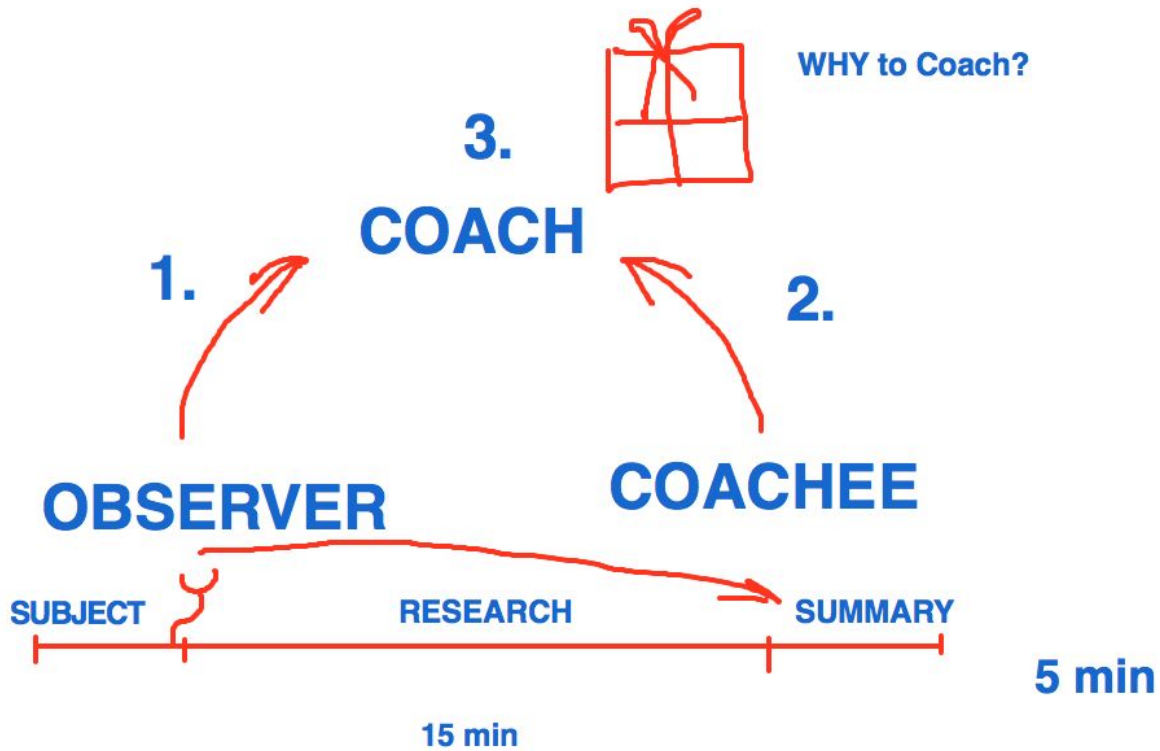 WHY to Coach?
3.
COACH
1.
2.
OBSERVER
COACHEE
SUBJECT
RESEARCH
SUMMARY
5 min
15 min